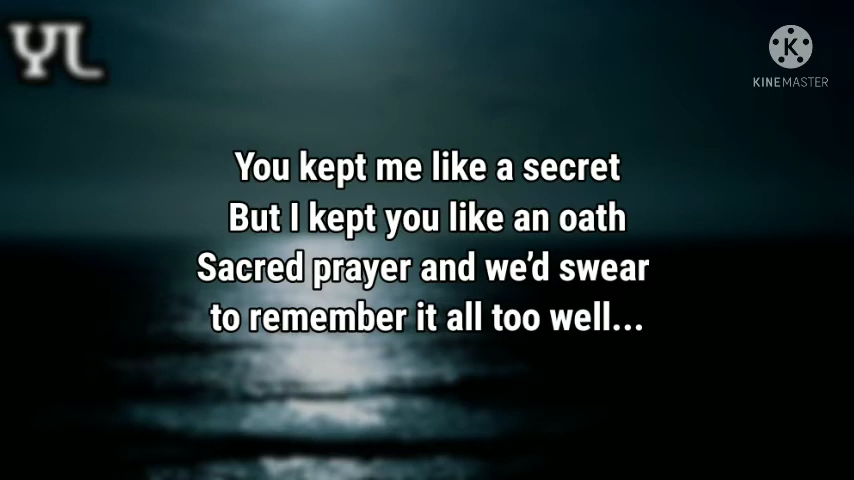 YL
KINEMASTER
You kept me like a secret
But I kept you like an oath
Sacred prayer and we’d swear
to remember it all too well...